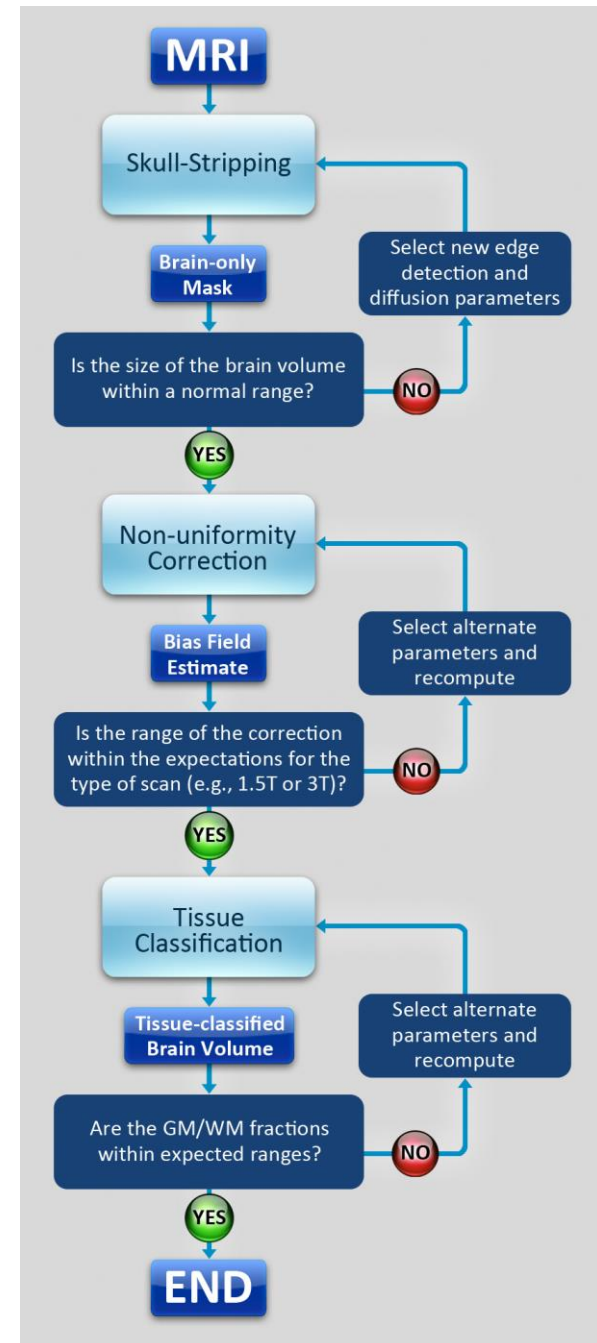 MRI
Skull-Stripping
Brain-only
Mask
Select new edge
detection and
diffusion parameters
Is the size of the brain volume
within a normal range?
NO
YES
Non-uniformity
Correction
Bias Field
Estimate
Select alternate
parameters and
recompute
Is the range of the correction
within the expectations for the
type of scan (e.g., 1.5T or 3T)?
NO
YES
Tissue
Classification
Tissue-classified
Brain Volume
Select alternate
parameters and
recompute
Are the GM/WM fractions
within expected ranges?
NO
YES
END